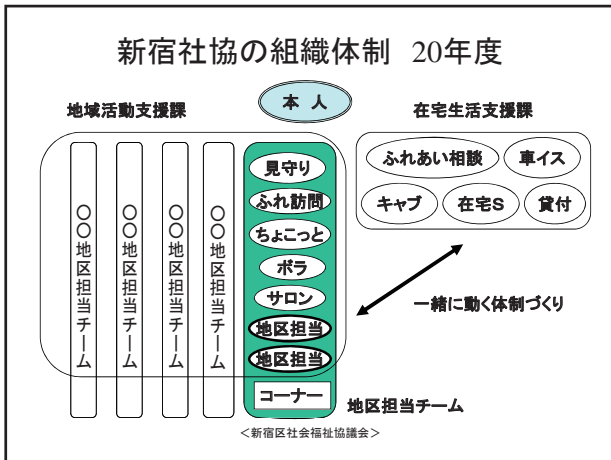 新宿社協の組織体制 20年度
本 人
地域活動支援課
在宅生活支援課
〇〇地区担当チーム
〇〇地区担当チーム
〇〇地区担当チーム
〇〇地区担当チーム
見守り
ふれ訪問
ちょこっと
ボラ
サロン
地区担当
地区担当
コーナー
ふれあい相談
車イス
キャブ
在宅S
貸付
一緒に動く体制づくり
地区担当チーム
＜新宿区社会福祉協議会＞